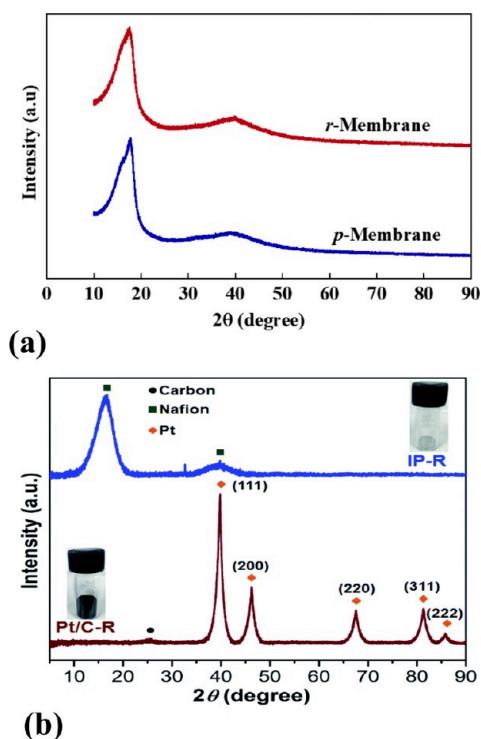 Intensity (a.u)
r-Membrane
p-Membrane
0 10 20 30 40 50 60 70 80 90
2θ (degree)
(a)
Carbon
Nafion
Pt
IP-R
Intensity (a.u.)
(111)
(200)
(220)
(311)
(222)
Pt/C-R
10 20 30 40 50 60 70 80 90
2θ (degree)
(b)